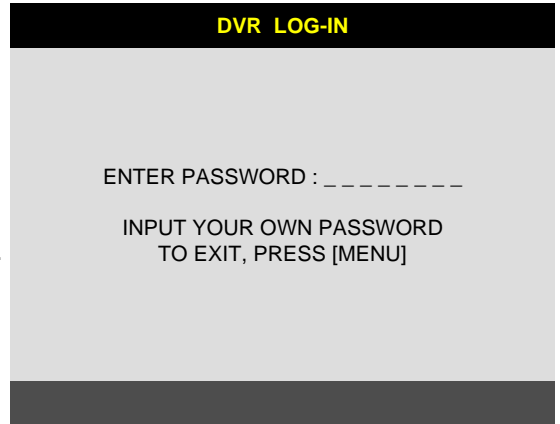 DVR LOG-IN
ENTER PASSWORD : _ _ _ _ _ _ _ _
INPUT YOUR OWN PASSWORD
TO EXIT, PRESS [MENU]